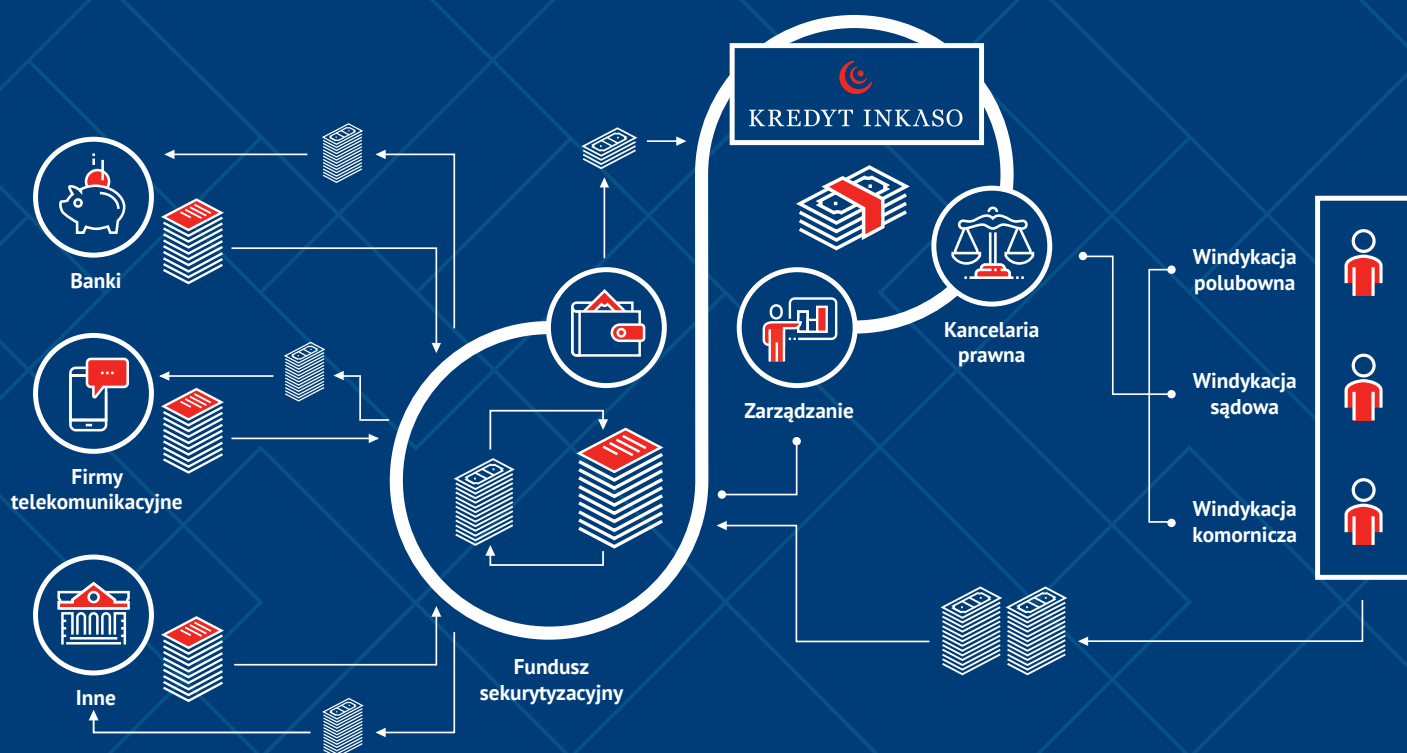 KREDYT INKASO
Banki
Firmy
telekomunikacyjne
Inne
Fundusz
sekurytyzacyjny
Zarządzanie
Kancelaria
prawna
Windykacja
polubowna
Windykacja
sądowa
Windykacja
komornicza